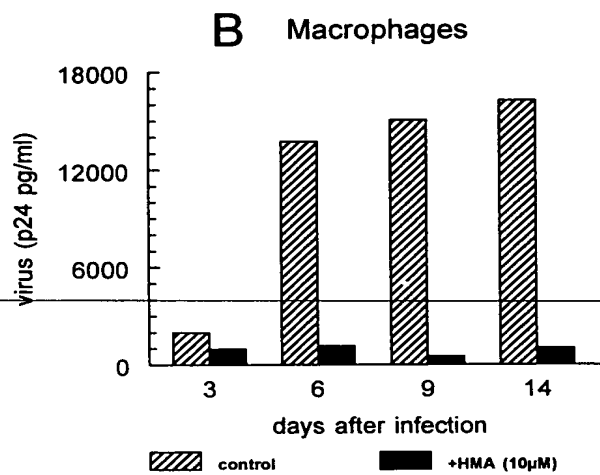 B Macrophages
18000
12000
6000
0
virus (p24 pg/ml)
3 6 9 14
days after infection
control +HMA (10µM)